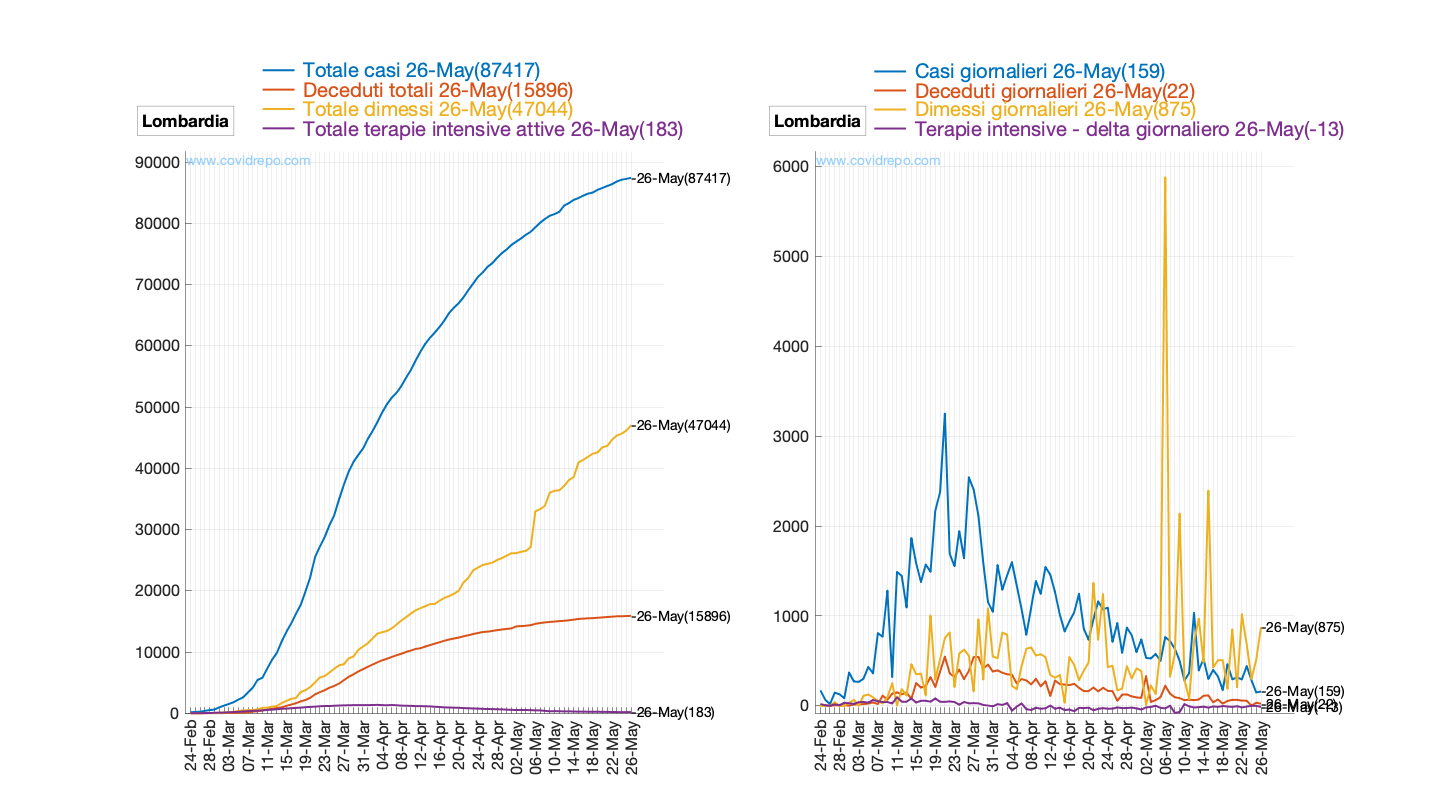 Totale casi 26-May(87417)
Deceduti totali 26-May(15896)
Totale dimessi 26-May(47044)
Totale terapie intensive attive 26-May(183)
Lombardia
www.covidrepo.com
90000
80000
70000
60000
50000
40000
30000
20000
10000
0
26-May(87417)
26-May(47044)
26-May(15896)
26-May(183)
24-Feb
28-Feb
03-Mar
07-Mar
11-Mar
15-Mar
19-Mar
23-Mar
27-Mar
31-Mar
04-Apr
08-Apr
12-Apr
16-Apr
20-Apr
24-Apr
28-Apr
02-May
06-May
10-May
14-May
18-May
22-May
26-May
Casi giornalieri 26-May(159)
Deceduti giornalieri 26-May(22)
Dimessi giornalieri 26-May(875)
Terapie intensive - delta giornaliero 26-May(-13)
Lombardia
www.covidrepo.com
6000
5000
4000
3000
2000
1000
0
26-May(875)
26-May(159)
26-May(22)
26-May(-13)
24-Feb
28-Feb
03-Mar
07-Mar
11-Mar
15-Mar
19-Mar
23-Mar
27-Mar
31-Mar
04-Apr
08-Apr
12-Apr
16-Apr
20-Apr
24-Apr
28-Apr
02-May
06-May
10-May
14-May
18-May
22-May
26-May